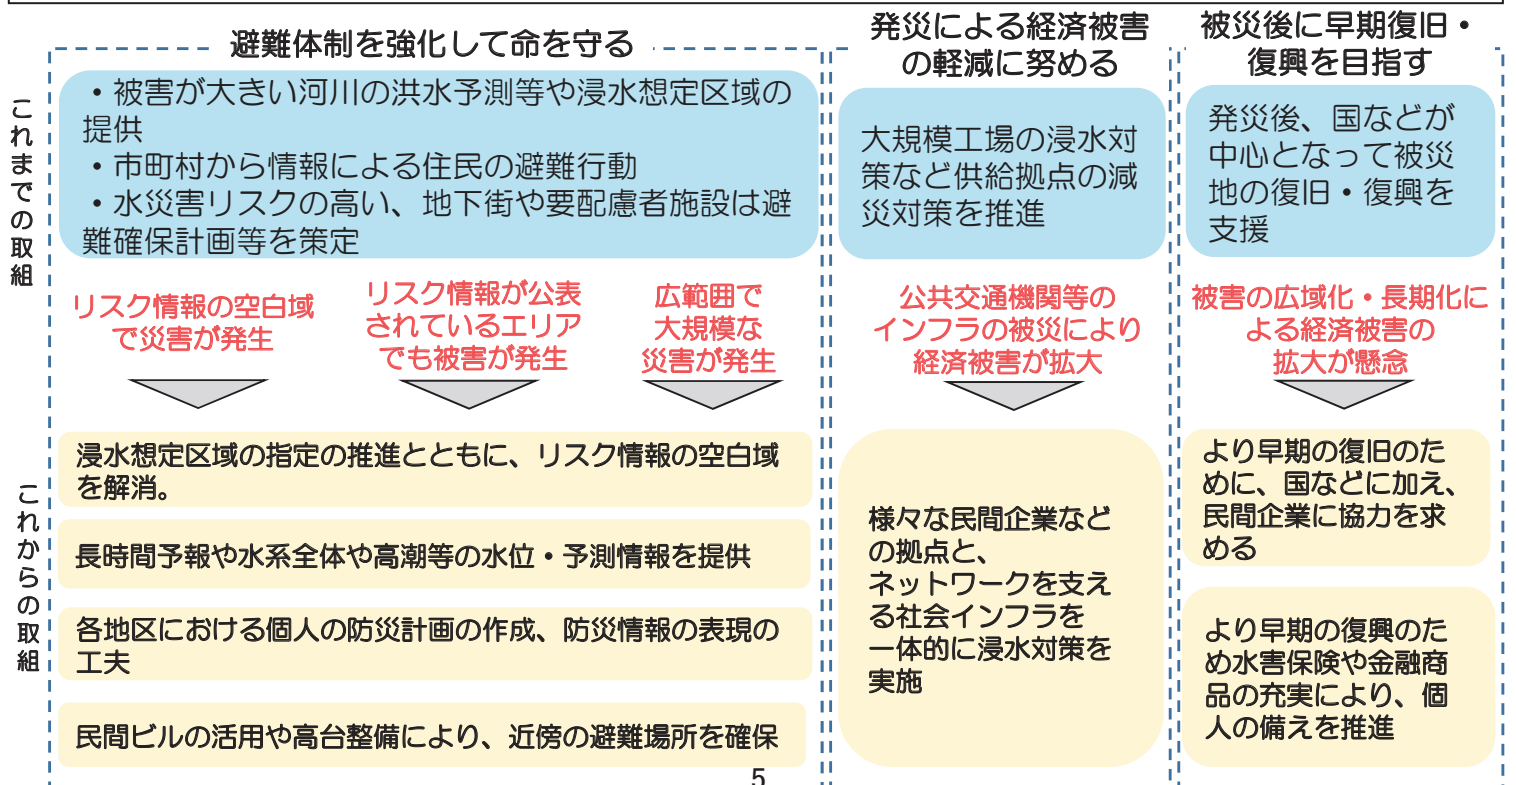 避難体制を強化して命を守る
発災による経済被害
の軽減に努める
被災後に早期復旧・
復興を目指す
これまでの取組
・被害が大きい河川の洪水予測等や浸水想定区域の
提供
・市町村から情報による住民の避難行動
・水災害リスクの高い、地下街や要配慮者施設は避
難確保計画等を策定
大規模工場の浸水対
策など供給拠点の減
災対策を推進
発災後、国などが
中心となって被災
地の復旧・復興を
支援
リスク情報の空白域
で災害が発生
リスク情報が公表
されているエリア
でも被害が発生
広範囲で
大規模な
災害が発生
公共交通機関等の
インフラの被災により
経済被害が拡大
被害の広域化・長期化に
よる経済被害の
拡大が懸念
これからの取組
浸水想定区域の指定の推進とともに、リスク情報の空白域
を解消。
長時間予報や水系全体や高潮等の水位・予測情報を提供
各地区における個人の防災計画の作成、防災情報の表現の
工夫
民間ビルの活用や高台整備により、近傍の避難場所を確保
様々な民間企業など
の拠点と、
ネットワークを支え
る社会インフラを
一体的に浸水対策を
実施
より早期の復旧のた
めに、国などに加え、
民間企業に協力を求
める
より早期の復興のた
め水害保険や金融商
品の充実により、個
人の備えを推進
5